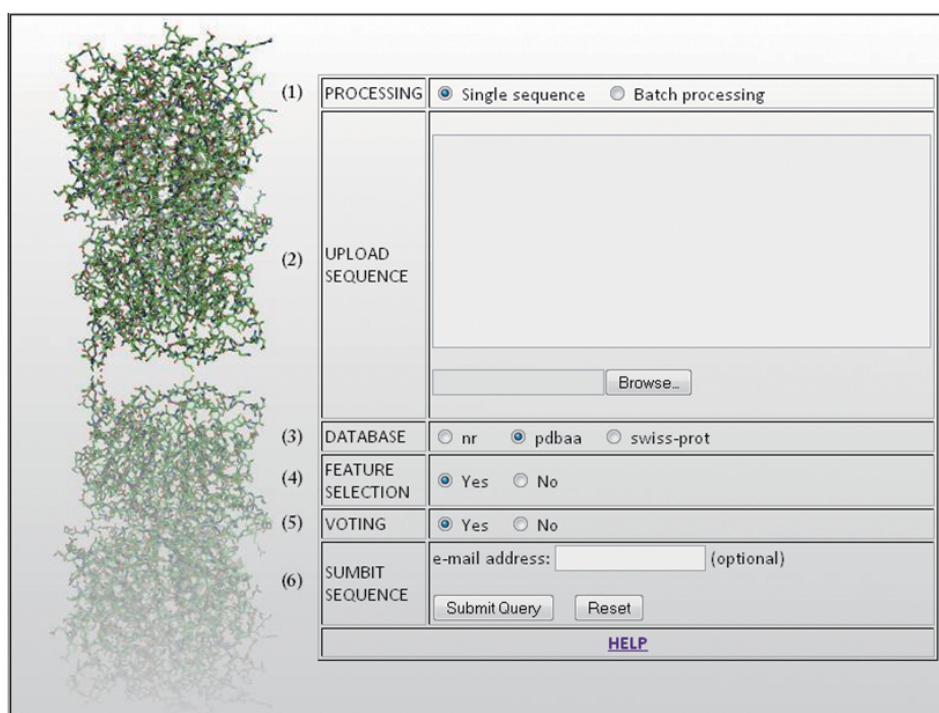 (1) PROCESSING Single sequence Batch processing
(2) UPLOAD
SEQUENCE
Browse...
(3) DATABASE nr pdbaa swiss-prot
(4) FEATURE
SELECTION Yes No
(5) VOTING Yes No
e-mail address: (optional)
(6) SUMBIT
SEQUENCE
Submit Query Reset
HELP